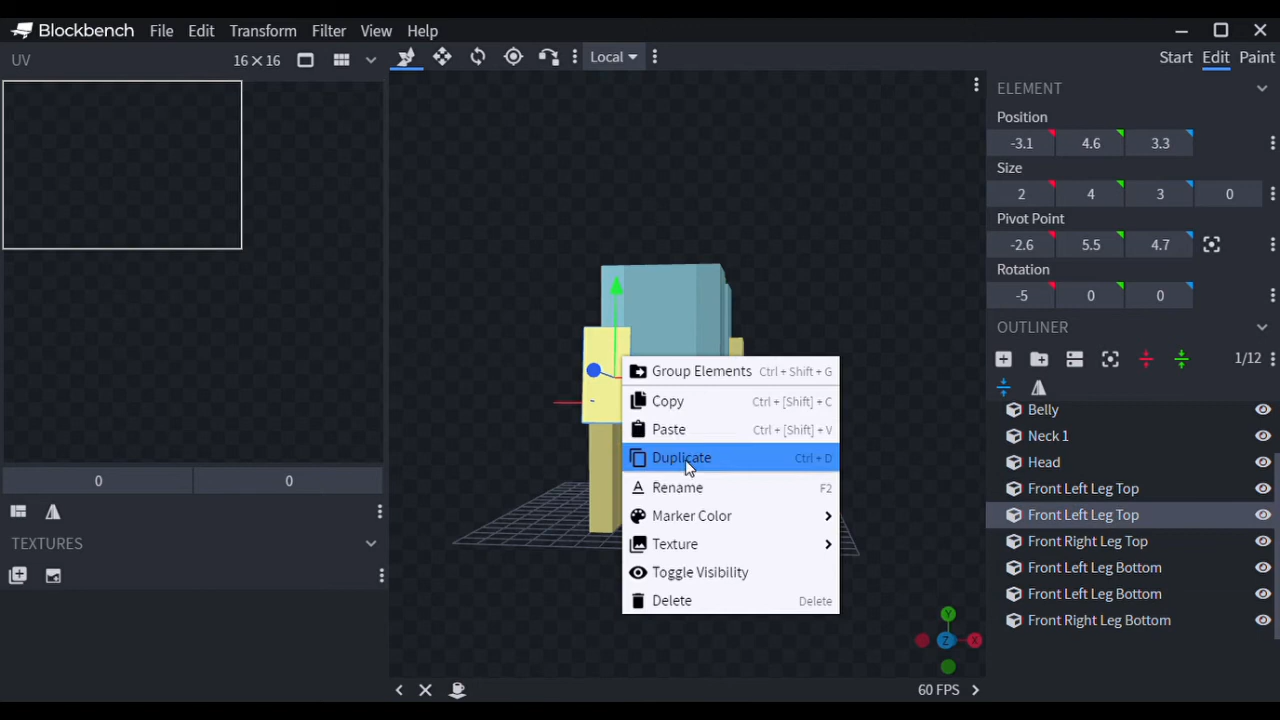 Blockbench File Edit Transform Filter View Help
UV 16×16 Local Start Edit Paint
ELEMENT
Position
-3.1 4.6 3.3
Size
2 4 3 0
Pivot Point
-2.6 5.5 4.7
Rotation
-5 0 0
OUTLINER
1/12
Belly
Neck 1
Head
Front Left Leg Top
Front Left Leg Top
Front Right Leg Top
Front Left Leg Bottom
Front Left Leg Bottom
Front Right Leg Bottom
Group Elements Ctrl + Shift + G
Copy Ctrl + [Shift] + C
Paste Ctrl + [Shift] + V
Duplicate Ctrl + D
Rename F2
Marker Color
Texture
Toggle Visibility
Delete Delete
0 0
TEXTURES
Y
X
Z
60 FPS